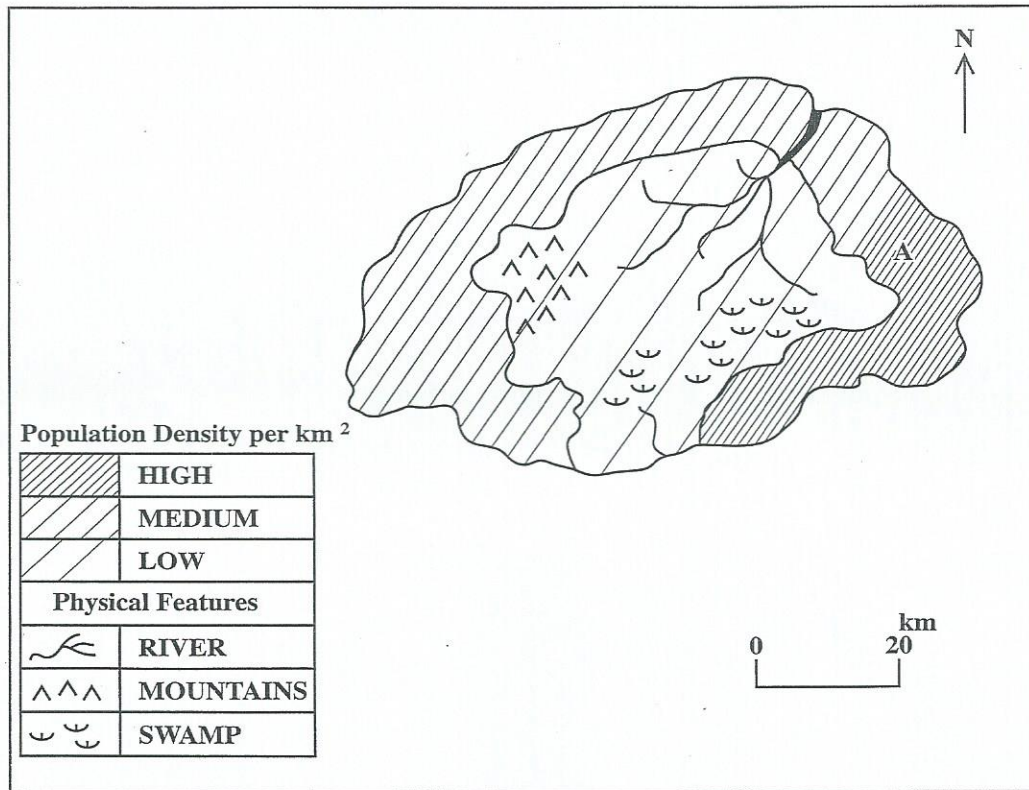 N
A
Population Density per km 2
HIGH
MEDIUM
LOW
Physical Features
RIVER
MOUNTAINS
SWAMP
km
0 20